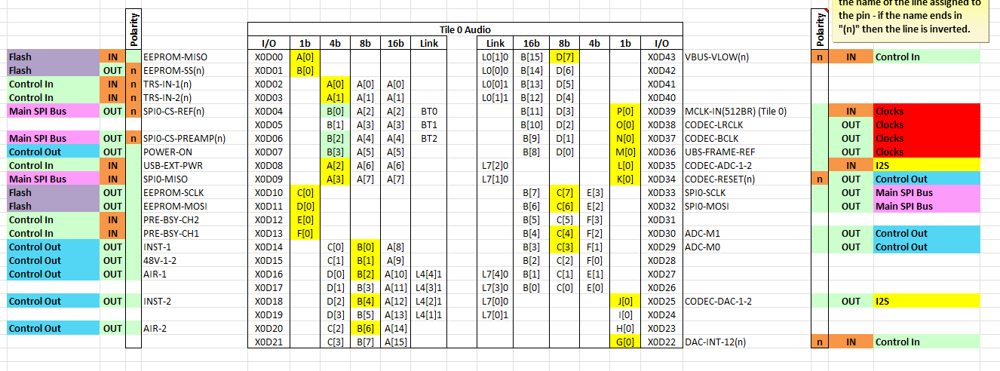 the name of the line assigned to
the pin - if the name ends in
"(n)" then the line is inverted.
Polarity Polarity
Tile 0 Audio
I/O 1b 4b 8b 16b Link Link 16b 8b 4b 1b I/O
Flash IN EEPROM-MISO X0D00 A[0] L0[1]0 B[15] D[7] X0D43 VBUS-VLOW(n) n IN Control In
Flash OUT n EEPROM-SS(n) X0D01 B[0] L0[0]0 B[14] D[6] X0D42
Control In IN n TRS-IN-1(n) X0D02 A[0] A[0] A[0] L0[0]1 B[13] D[5] X0D41
Control In IN n TRS-IN-2(n) X0D03 A[1] A[1] A[1] L0[1]1 B[12] D[4] X0D40
Main SPI Bus OUT n SPI0-CS-REF(n) X0D04 B[0] A[2] A[2] BT0 B[11] D[3] P[0] X0D39 MCLK-IN(512BR) (Tile 0) IN Clocks
X0D05 B[1] A[3] A[3] BT1 B[10] D[2] O[0] X0D38 CODEC-LRCLK OUT Clocks
Main SPI Bus OUT n SPI0-CS-PREAMP(n) X0D06 B[2] A[4] A[4] BT2 B[9] D[1] N[0] X0D37 CODEC-BCLK OUT Clocks
Control Out OUT POWER-ON X0D07 B[3] A[5] A[5] B[8] D[0] M[0] X0D36 UBS-FRAME-REF OUT Clocks
Control In IN USB-EXT-PWR X0D08 A[2] A[6] A[6] L7[2]0 L[0] X0D35 CODEC-ADC-1-2 IN I2S
Main SPI Bus IN SPI0-MISO X0D09 A[3] A[7] A[7] L7[1]0 K[0] X0D34 CODEC-RESET(n) n OUT Control Out
Flash OUT EEPROM-SCLK X0D10 C[0] B[7] C[7] E[3] X0D33 SPI0-SCLK OUT Main SPI Bus
Flash OUT EEPROM-MOSI X0D11 D[0] B[6] C[6] E[2] X0D32 SPI0-MOSI OUT Main SPI Bus
Control In IN PRE-BSY-CH2 X0D12 E[0] B[5] C[5] F[3] X0D31
Control In IN PRE-BSY-CH1 X0D13 F[0] B[4] C[4] F[2] X0D30 ADC-M1 OUT Control Out
Control Out OUT INST-1 X0D14 C[0] B[0] A[8] B[3] C[3] F[1] X0D29 ADC-M0 OUT Control Out
Control Out OUT 48V-1-2 X0D15 C[1] B[1] A[9] B[2] C[2] F[0] X0D28
Control Out OUT AIR-1 X0D16 D[0] B[2] A[10] L4[4]1 L7[4]0 B[1] C[1] E[1] X0D27
X0D17 D[1] B[3] A[11] L4[3]1 L7[3]0 B[0] C[0] E[0] X0D26
Control Out OUT INST-2 X0D18 D[2] B[4] A[12] L4[2]1 L7[0]0 J[0] X0D25 CODEC-DAC-1-2 OUT I2S
X0D19 D[3] B[5] A[13] L4[1]1 L7[0]1 I[0] X0D24
Control Out OUT AIR-2 X0D20 C[2] B[6] A[14] H[0] X0D23
X0D21 C[3] B[7] A[15] G[0] X0D22 DAC-INT-12(n) n IN Control In